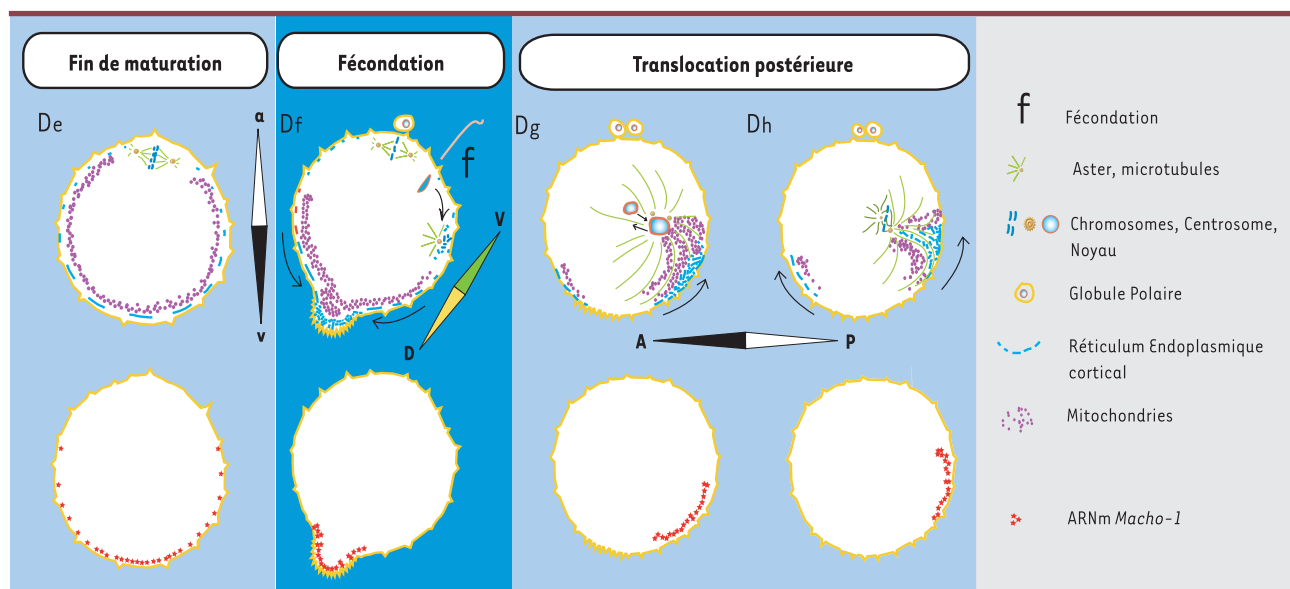 Fin de maturation
Fécondation
Translocation postérieure
De
a
v
Df
f
V
D
Dg
Dh
A
P
f
Fécondation
Aster, microtubules
Chromosomes, Centrosome,
Noyau
Globule Polaire
Réticulum Endoplasmique
cortical
Mitochondries
ARNm Macho-1